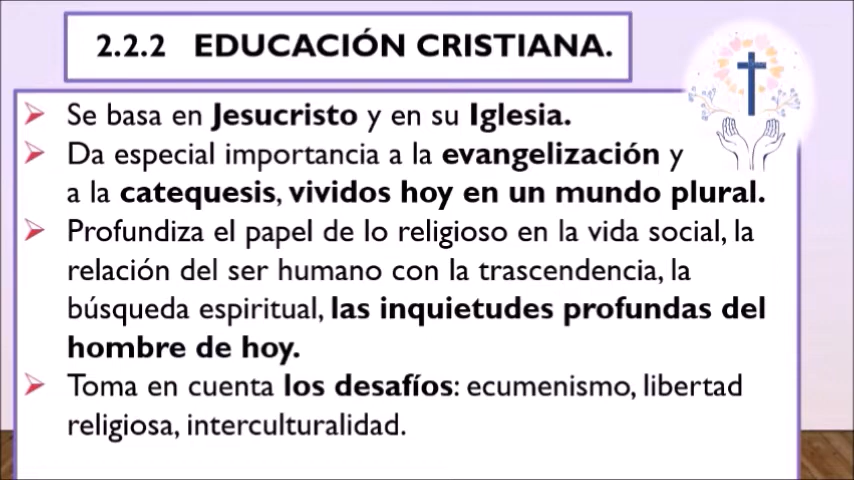 2.2.2 EDUCACIÓN CRISTIANA.
Se basa en Jesucristo y en su Iglesia.
Da especial importancia a la evangelización y
a la catequesis, vividos hoy en un mundo plural.
Profundiza el papel de lo religioso en la vida social, la
relación del ser humano con la trascendencia, la
búsqueda espiritual, las inquietudes profundas del
hombre de hoy.
Toma en cuenta los desafíos: ecumenismo, libertad
religiosa, interculturalidad.